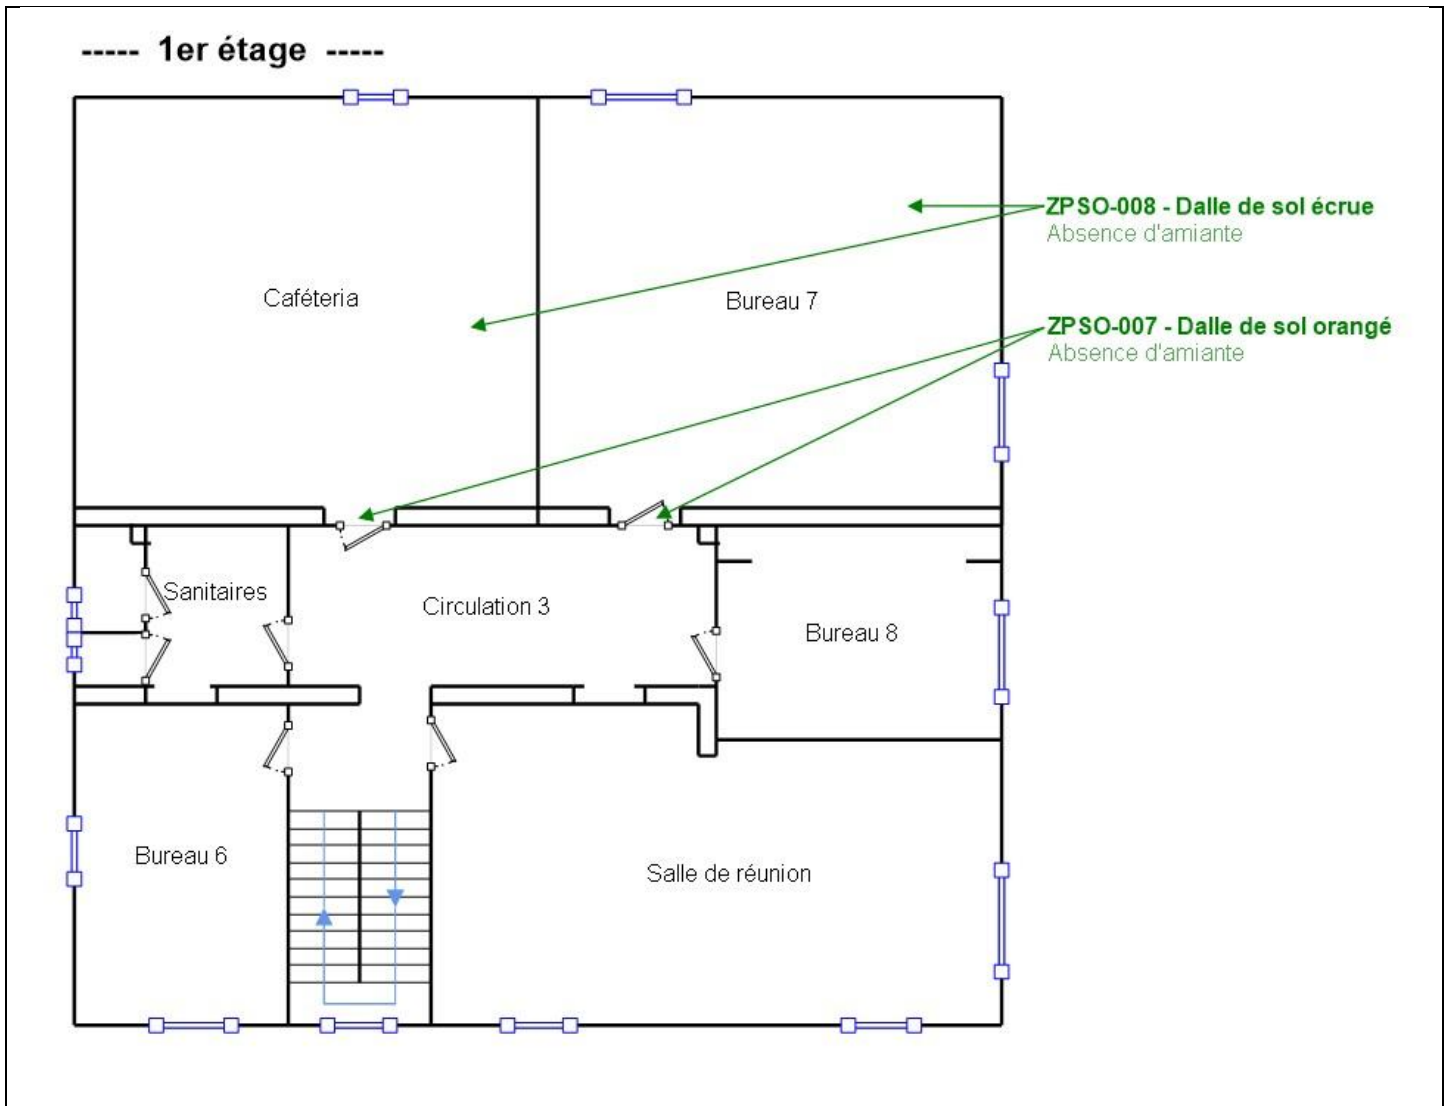 ----- 1er étage -----
ZPSO-008 - Dalle de sol écrue
Absence d'amiante
Caféteria
Bureau 7
ZPSO-007 - Dalle de sol orangé
Absence d'amiante
Sanitaires
Circulation 3
Bureau 8
Bureau 6
Salle de réunion